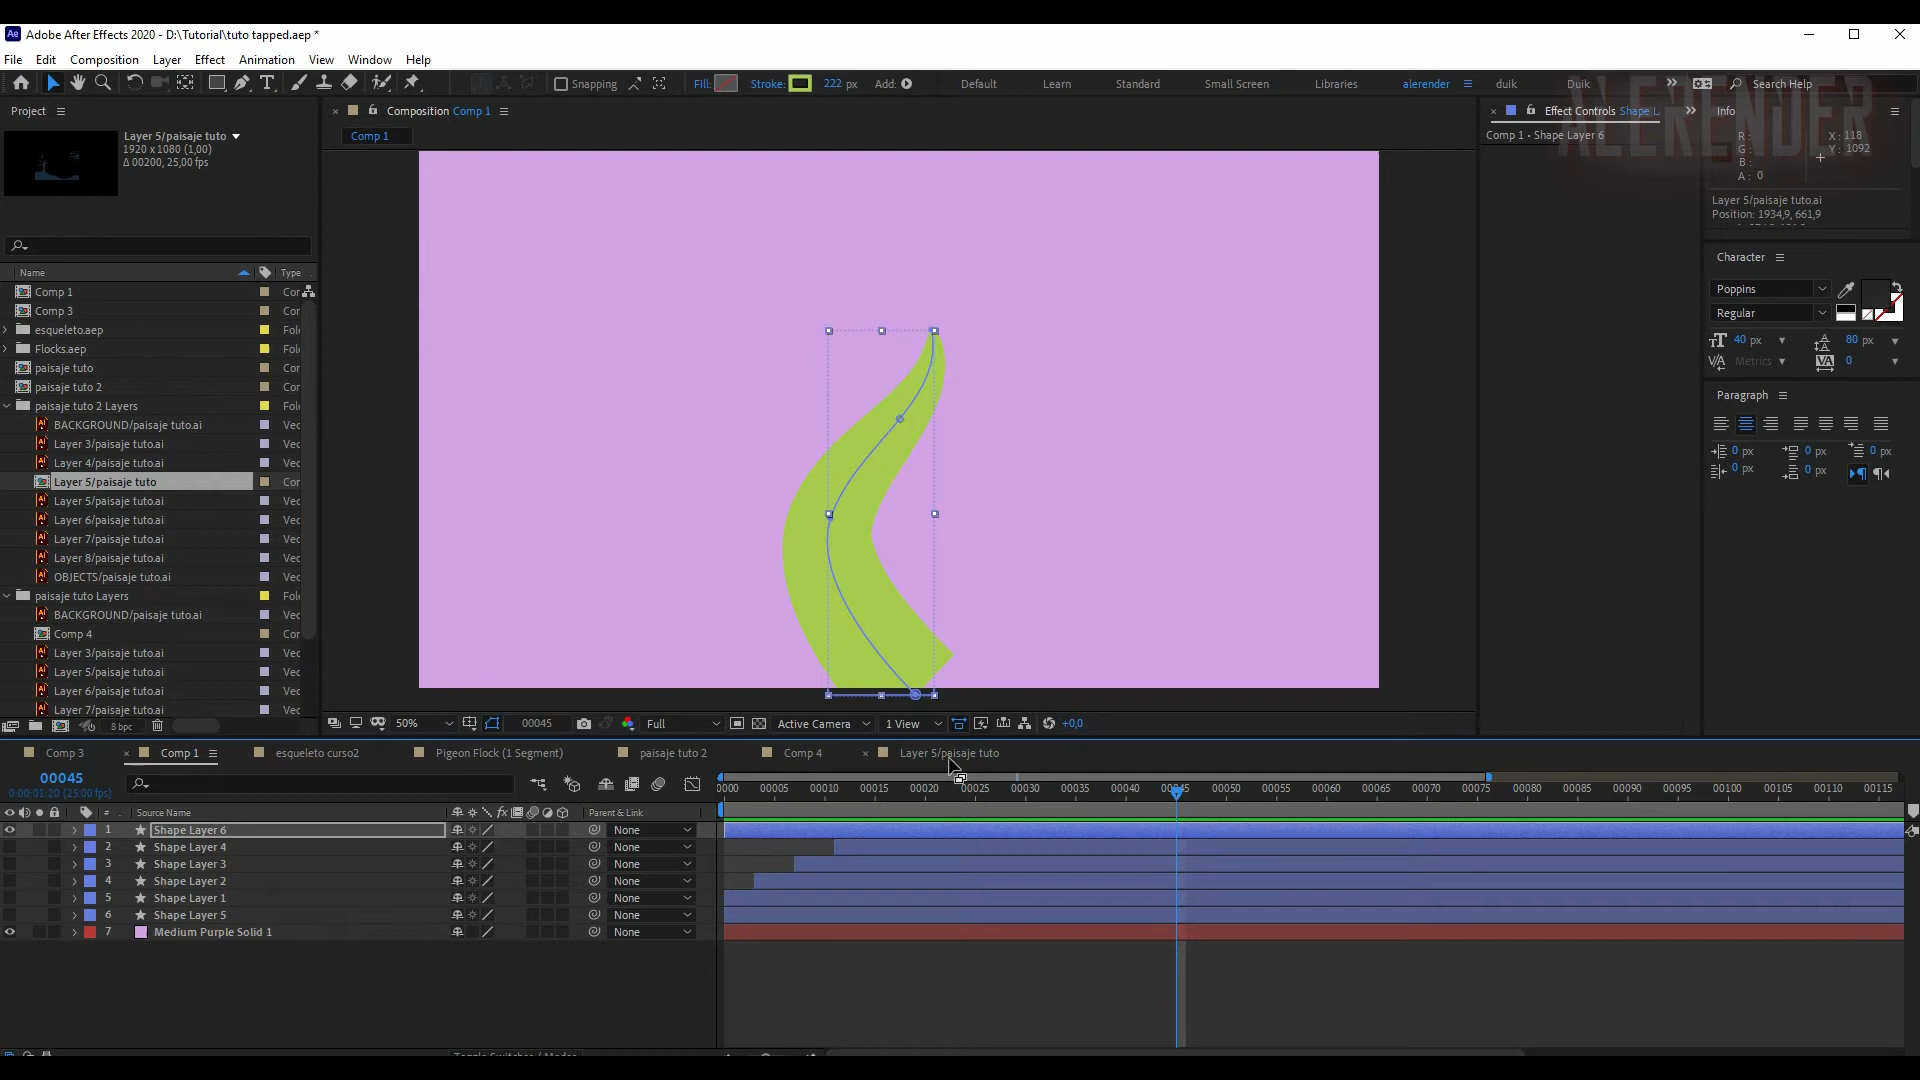 Ae Adobe After Effects 2020 - D:\Tutorial\tuto tapped.aep *
File Edit Composition Layer Effect Animation View Window Help
Snapping Fill: Stroke: 222 px Add: Default Learn Standard Small Screen Libraries alerender duik Duik Search Help
ALERENDER
Project
Layer 5/paisaje tuto
1920 x 1080 (1,00)
Δ 00200, 25,00 fps
Name Type
Comp 1 Cor
Comp 3 Cor
esqueleto.aep Fol
Flocks.aep Fol
paisaje tuto Cor
paisaje tuto 2 Cor
paisaje tuto 2 Layers Fol
BACKGROUND/paisaje tuto.ai Vec
Layer 3/paisaje tuto.ai Vec
Layer 4/paisaje tuto.ai Vec
Layer 5/paisaje tuto Cor
Layer 5/paisaje tuto.ai Vec
Layer 6/paisaje tuto.ai Vec
Layer 7/paisaje tuto.ai Vec
Layer 8/paisaje tuto.ai Vec
OBJECTS/paisaje tuto.ai Vec
paisaje tuto Layers Fol
BACKGROUND/paisaje tuto.ai Vec
Comp 4 Cor
Layer 3/paisaje tuto.ai Vec
Layer 5/paisaje tuto.ai Vec
Layer 6/paisaje tuto.ai Vec
Layer 7/paisaje tuto.ai Vec
8 bpc
Composition Comp 1
Comp 1
50% 00045 Full Active Camera 1 View +0,0
Effect Controls Shape L
Comp 1 • Shape Layer 6
Info
R :
G :
B :
A : 0
X : 118
Y : 1092
Layer 5/paisaje tuto.ai
Position: 1934,9, 661,9
Character
Poppins
Regular
40 px 80 px
Metrics 0
Paragraph
0 px 0 px 0 px
0 px 0 px
Comp 3 Comp 1 esqueleto curso2 Pigeon Flock (1 Segment) paisaje tuto 2 Comp 4 Layer 5/paisaje tuto
00045
0:00:01:20 (25.00 fps)
0000 00005 00010 00015 00020 00025 00030 00035 00040 00045 00050 00055 00060 00065 00070 00075 00080 00085 00090 00095 00100 00105 00110 00115
# Source Name Parent & Link
1 Shape Layer 6 None
2 Shape Layer 4 None
3 Shape Layer 3 None
4 Shape Layer 2 None
5 Shape Layer 1 None
6 Shape Layer 5 None
7 Medium Purple Solid 1 None
Toggle Switches / Modes